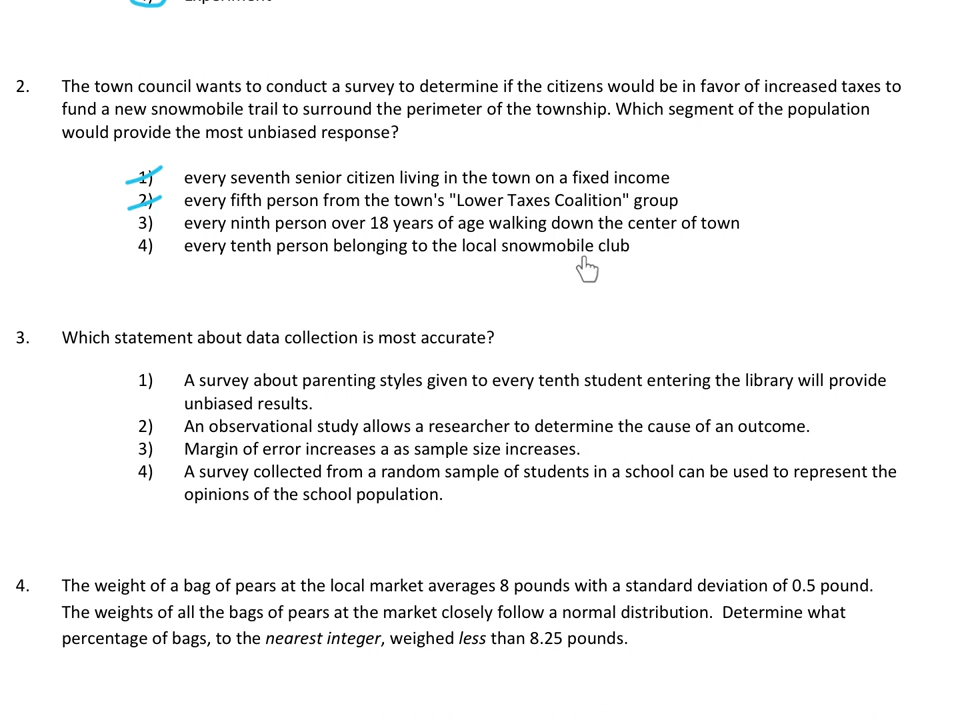 2. The town council wants to conduct a survey to determine if the citizens would be in favor of increased taxes to
fund a new snowmobile trail to surround the perimeter of the township. Which segment of the population
would provide the most unbiased response?
1) every seventh senior citizen living in the town on a fixed income
2) every fifth person from the town's "Lower Taxes Coalition" group
3) every ninth person over 18 years of age walking down the center of town
4) every tenth person belonging to the local snowmobile club
3. Which statement about data collection is most accurate?
1) A survey about parenting styles given to every tenth student entering the library will provide
unbiased results.
2) An observational study allows a researcher to determine the cause of an outcome.
3) Margin of error increases a as sample size increases.
4) A survey collected from a random sample of students in a school can be used to represent the
opinions of the school population.
4. The weight of a bag of pears at the local market averages 8 pounds with a standard deviation of 0.5 pound.
The weights of all the bags of pears at the market closely follow a normal distribution. Determine what
percentage of bags, to the nearest integer, weighed less than 8.25 pounds.